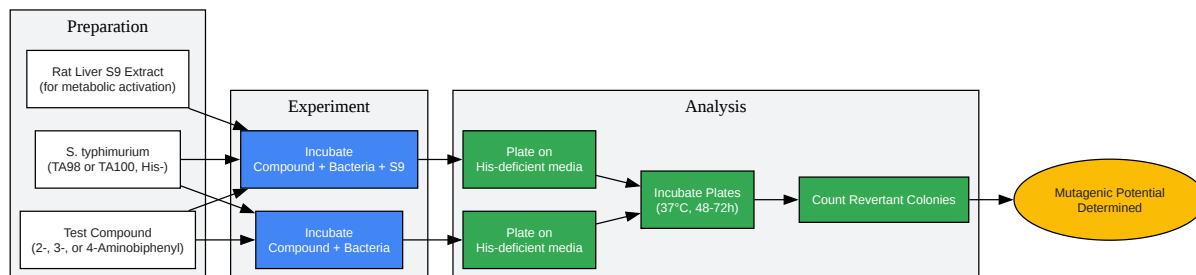 Preparation
Rat Liver S9 Extract
(for metabolic activation)
S. typhimurium
(TA98 or TA100, His-)
Test Compound
(2-, 3-, or 4-Aminobiphenyl)
Experiment
Incubate
Compound + Bacteria + S9
Incubate
Compound + Bacteria
Analysis
Plate on
His-deficient media
Plate on
His-deficient media
Incubate Plates
(37°C, 48-72h)
Count Revertant Colonies
Mutagenic Potential
Determined